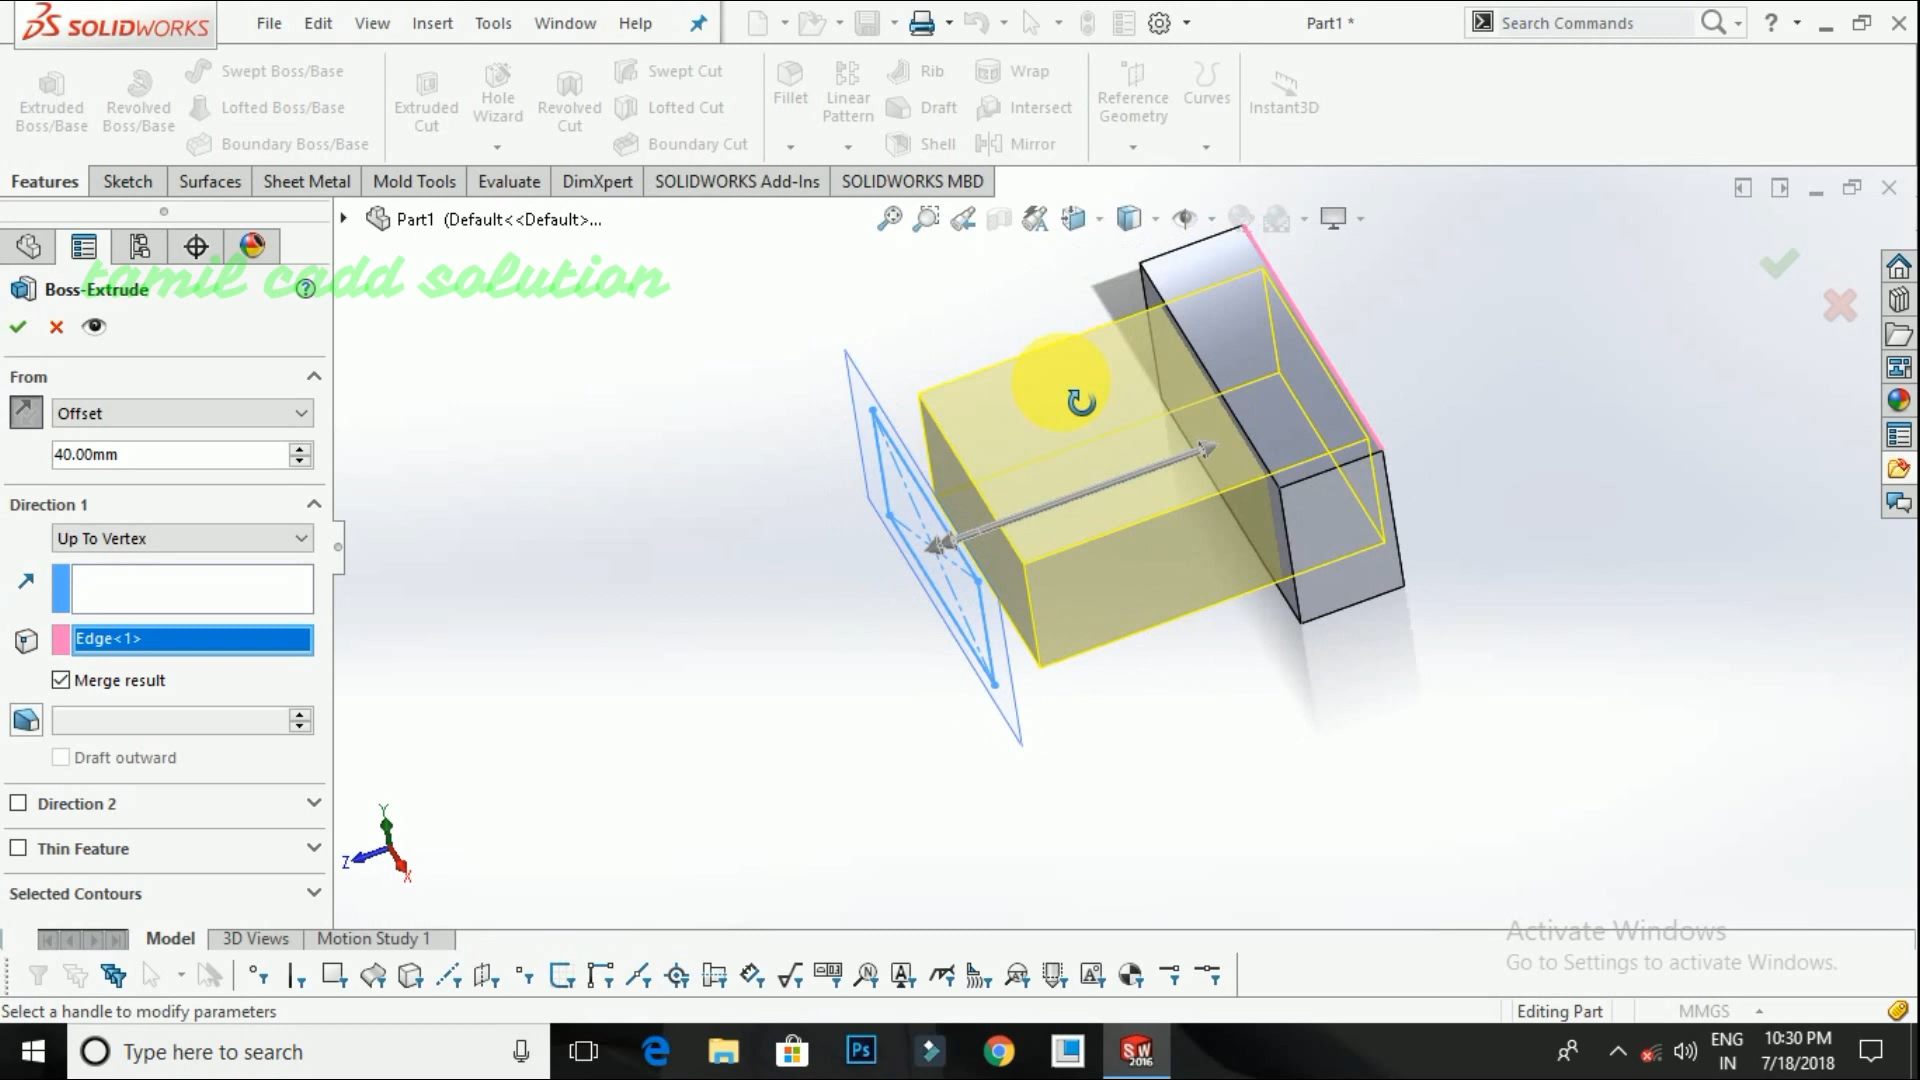 SOLIDWORKS
File Edit View Insert Tools Window Help
Part1 *
Search Commands
?
Extruded Boss/Base
Revolved Boss/Base
Swept Boss/Base
Lofted Boss/Base
Boundary Boss/Base
Extruded Cut
Hole Wizard
Revolved Cut
Swept Cut
Lofted Cut
Boundary Cut
Fillet
Linear Pattern
Rib
Draft
Shell
Wrap
Intersect
Mirror
Reference Geometry
Curves
Instant3D
Features Sketch Surfaces Sheet Metal Mold Tools Evaluate DimXpert SOLIDWORKS Add-Ins SOLIDWORKS MBD
Part1 (Default<<Default>...
tamil cadd solution
Boss-Extrude
?
From
Offset
40.00mm
Direction 1
Up To Vertex
Edge<1>
Merge result
Draft outward
Direction 2
Thin Feature
Selected Contours
Y
Z
X
Model 3D Views Motion Study 1
Activate Windows
Go to Settings to activate Windows.
Select a handle to modify parameters
Editing Part
MMGS
Type here to search
Ps
SW
2016
ENG
IN
10:30 PM
7/18/2018